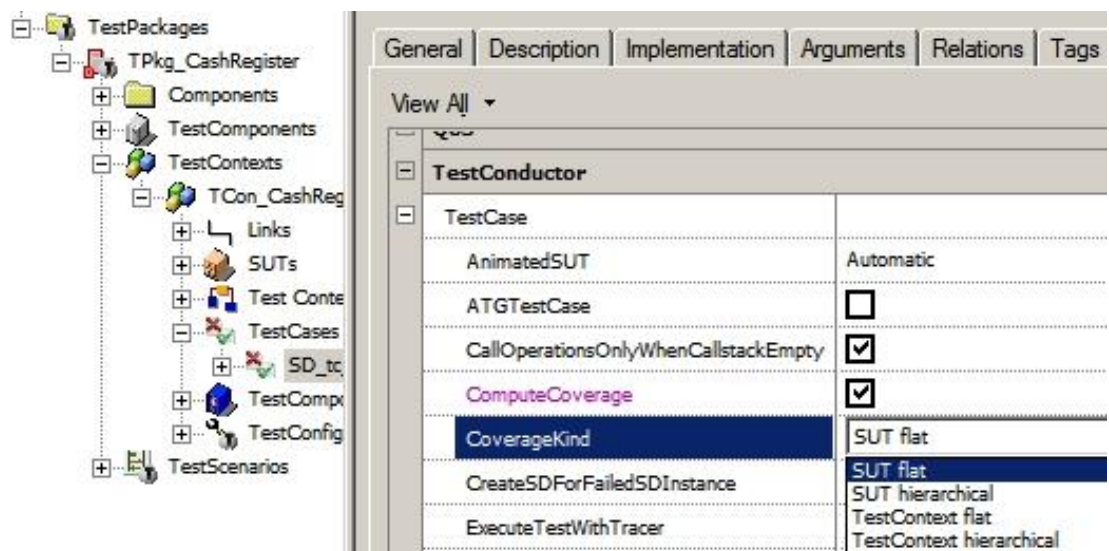 TestPackages
TPkg_CashRegister
Components
TestComponents
TestContexts
TCon_CashReg
Links
SUTs
Test Conte
TestCases
SD_tc
TestCompo
TestConfig
TestScenarios
General Description Implementation Arguments Relations Tags
View All
QoS
TestConductor
TestCase
AnimatedSUT Automatic
ATGTestCase
CallOperationsOnlyWhenCallstackEmpty
ComputeCoverage
CoverageKind SUT flat
SUT flat
SUT hierarchical
CreateSDForFailedSDInstance
TestContext flat
ExecuteTestWithTracer
TestContext hierarchical